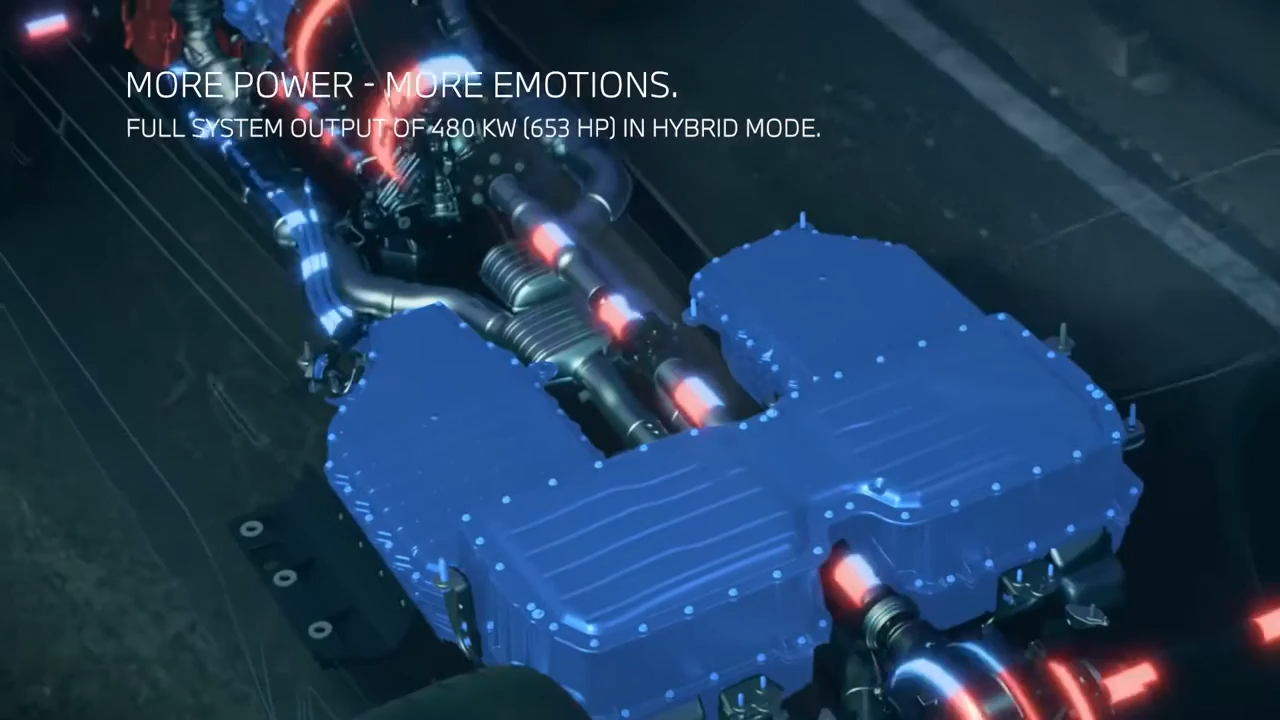 MORE POWER - MORE EMOTIONS.
FULL SYSTEM OUTPUT OF 480 KW (653 HP) IN HYBRID MODE.